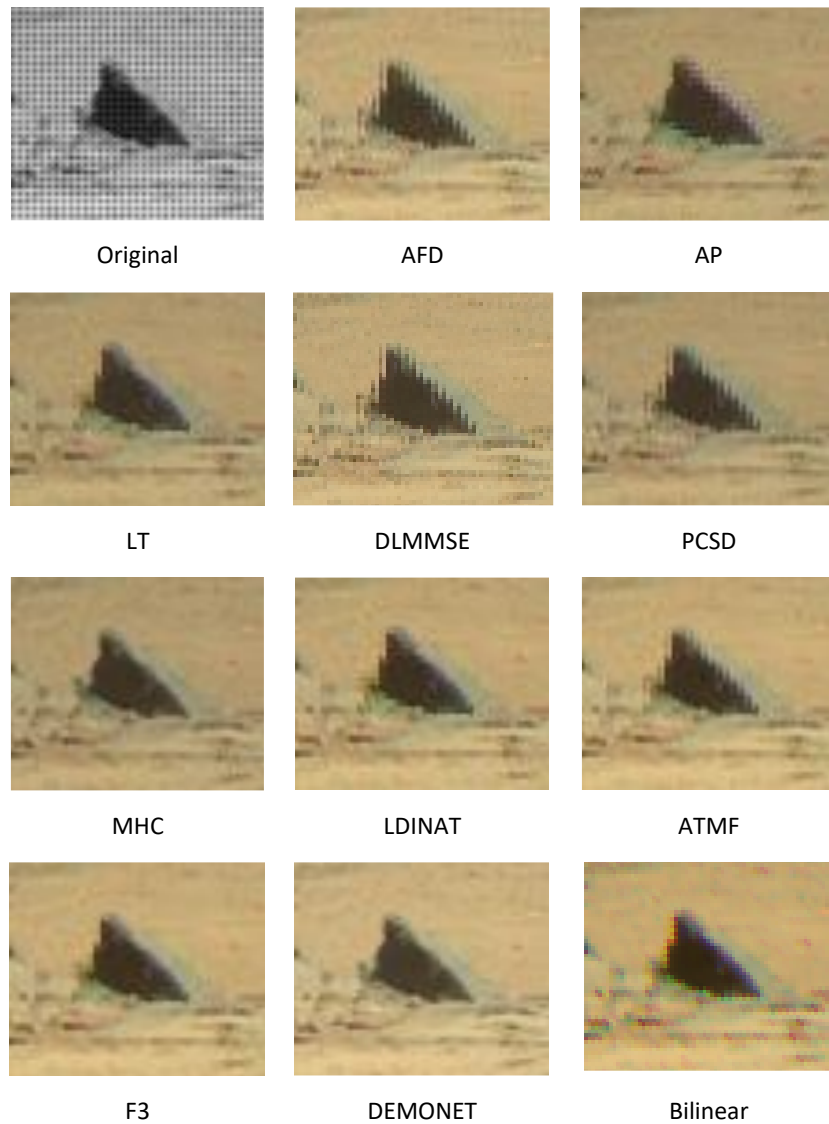 Original AFD AP
LT DLMMSE PCSD
MHC LDINAT ATMF
F3 DEMONET Bilinear